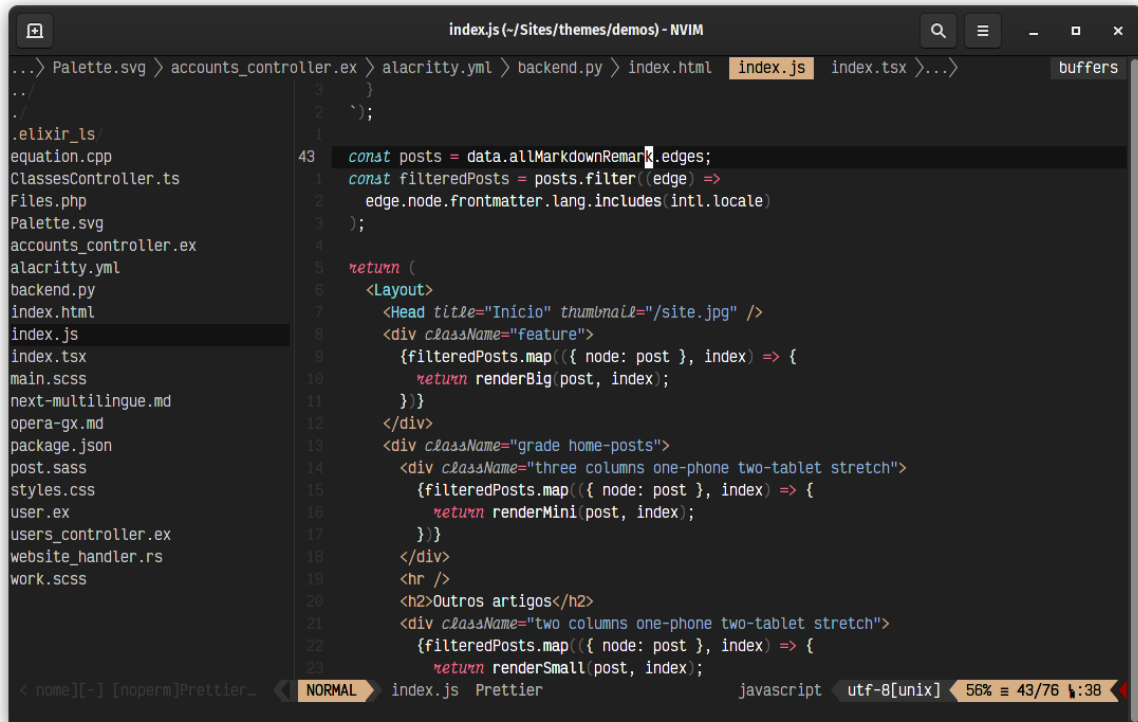 index.js (~/Sites/themes/demos) - NVIM
...〉 Palette.svg 〉 accounts_controller.ex 〉 alacritty.yml 〉 backend.py 〉 index.html index.js index.tsx 〉...〉 buffers
../
./
.elixir_ls/
equation.cpp
ClassesController.ts
Files.php
Palette.svg
accounts_controller.ex
alacritty.yml
backend.py
index.html
index.js
index.tsx
main.scss
next-multilingue.md
opera-gx.md
package.json
post.sass
styles.css
user.ex
users_controller.ex
website_handler.rs
work.scss
3 }
2 `);
1
43 const posts = data.allMarkdownRemark.edges;
1 const filteredPosts = posts.filter((edge) =>
2 edge.node.frontmatter.lang.includes(intl.locale)
3 );
4
5 return (
6 <Layout>
7 <Head title="Início" thumbnail="/site.jpg" />
8 <div className="feature">
9 {filteredPosts.map(({ node: post }, index) => {
10 return renderBig(post, index);
11 })}
12 </div>
13 <div className="grade home-posts">
14 <div className="three columns one-phone two-tablet stretch">
15 {filteredPosts.map(({ node: post }, index) => {
16 return renderMini(post, index);
17 })}
18 </div>
19 <hr />
20 <h2>Outros artigos</h2>
21 <div className="two columns one-phone two-tablet stretch">
22 {filteredPosts.map(({ node: post }, index) => {
23 return renderSmall(post, index);
< nome][-] [noperm]Prettier… NORMAL index.js Prettier javascript utf-8[unix] 56% ≡ 43/76 :38